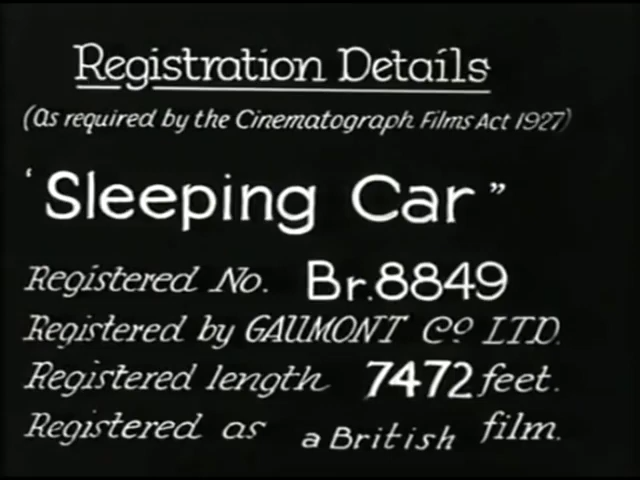 Registration Details
(As required by the Cinematograph Films Act 1927)
'Sleeping Car"
Registered No. Br.8849
Registered by GAUMONT Co LTD.
Registered length 7472 feet.
Registered as a British film.